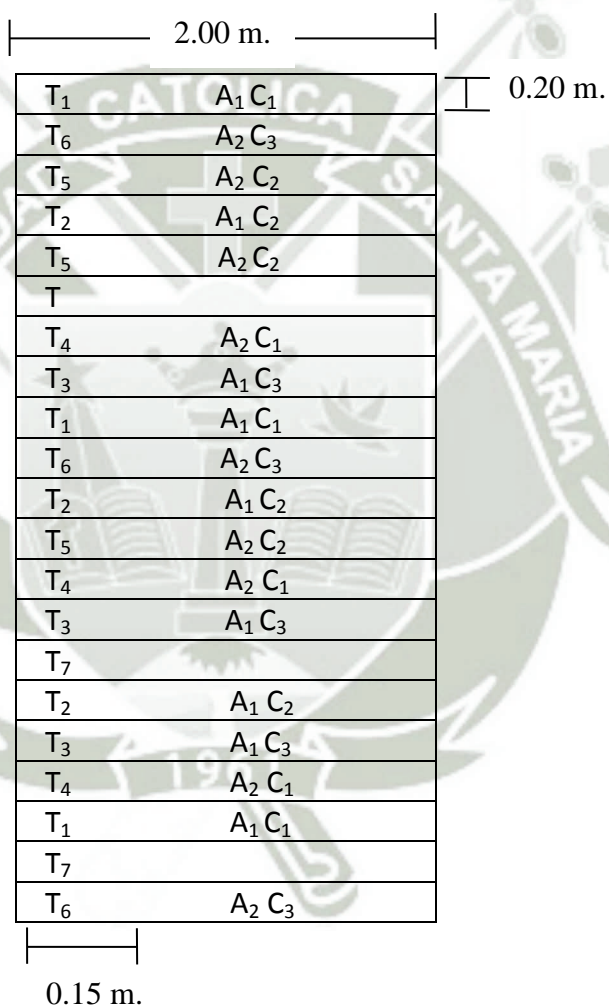 2.00 m.
0.20 m.
T₁ A₁ C₁
T₆ A₂ C₃
T₅ A₂ C₂
T₂ A₁ C₂
T₅ A₂ C₂
T
T₄ A₂ C₁
T₃ A₁ C₃
T₁ A₁ C₁
T₆ A₂ C₃
T₂ A₁ C₂
T₅ A₂ C₂
T₄ A₂ C₁
T₃ A₁ C₃
T₇
T₂ A₁ C₂
T₃ A₁ C₃
T₄ A₂ C₁
T₁ A₁ C₁
T₇
T₆ A₂ C₃
0.15 m.
CATOLICA
SANTA MARIA